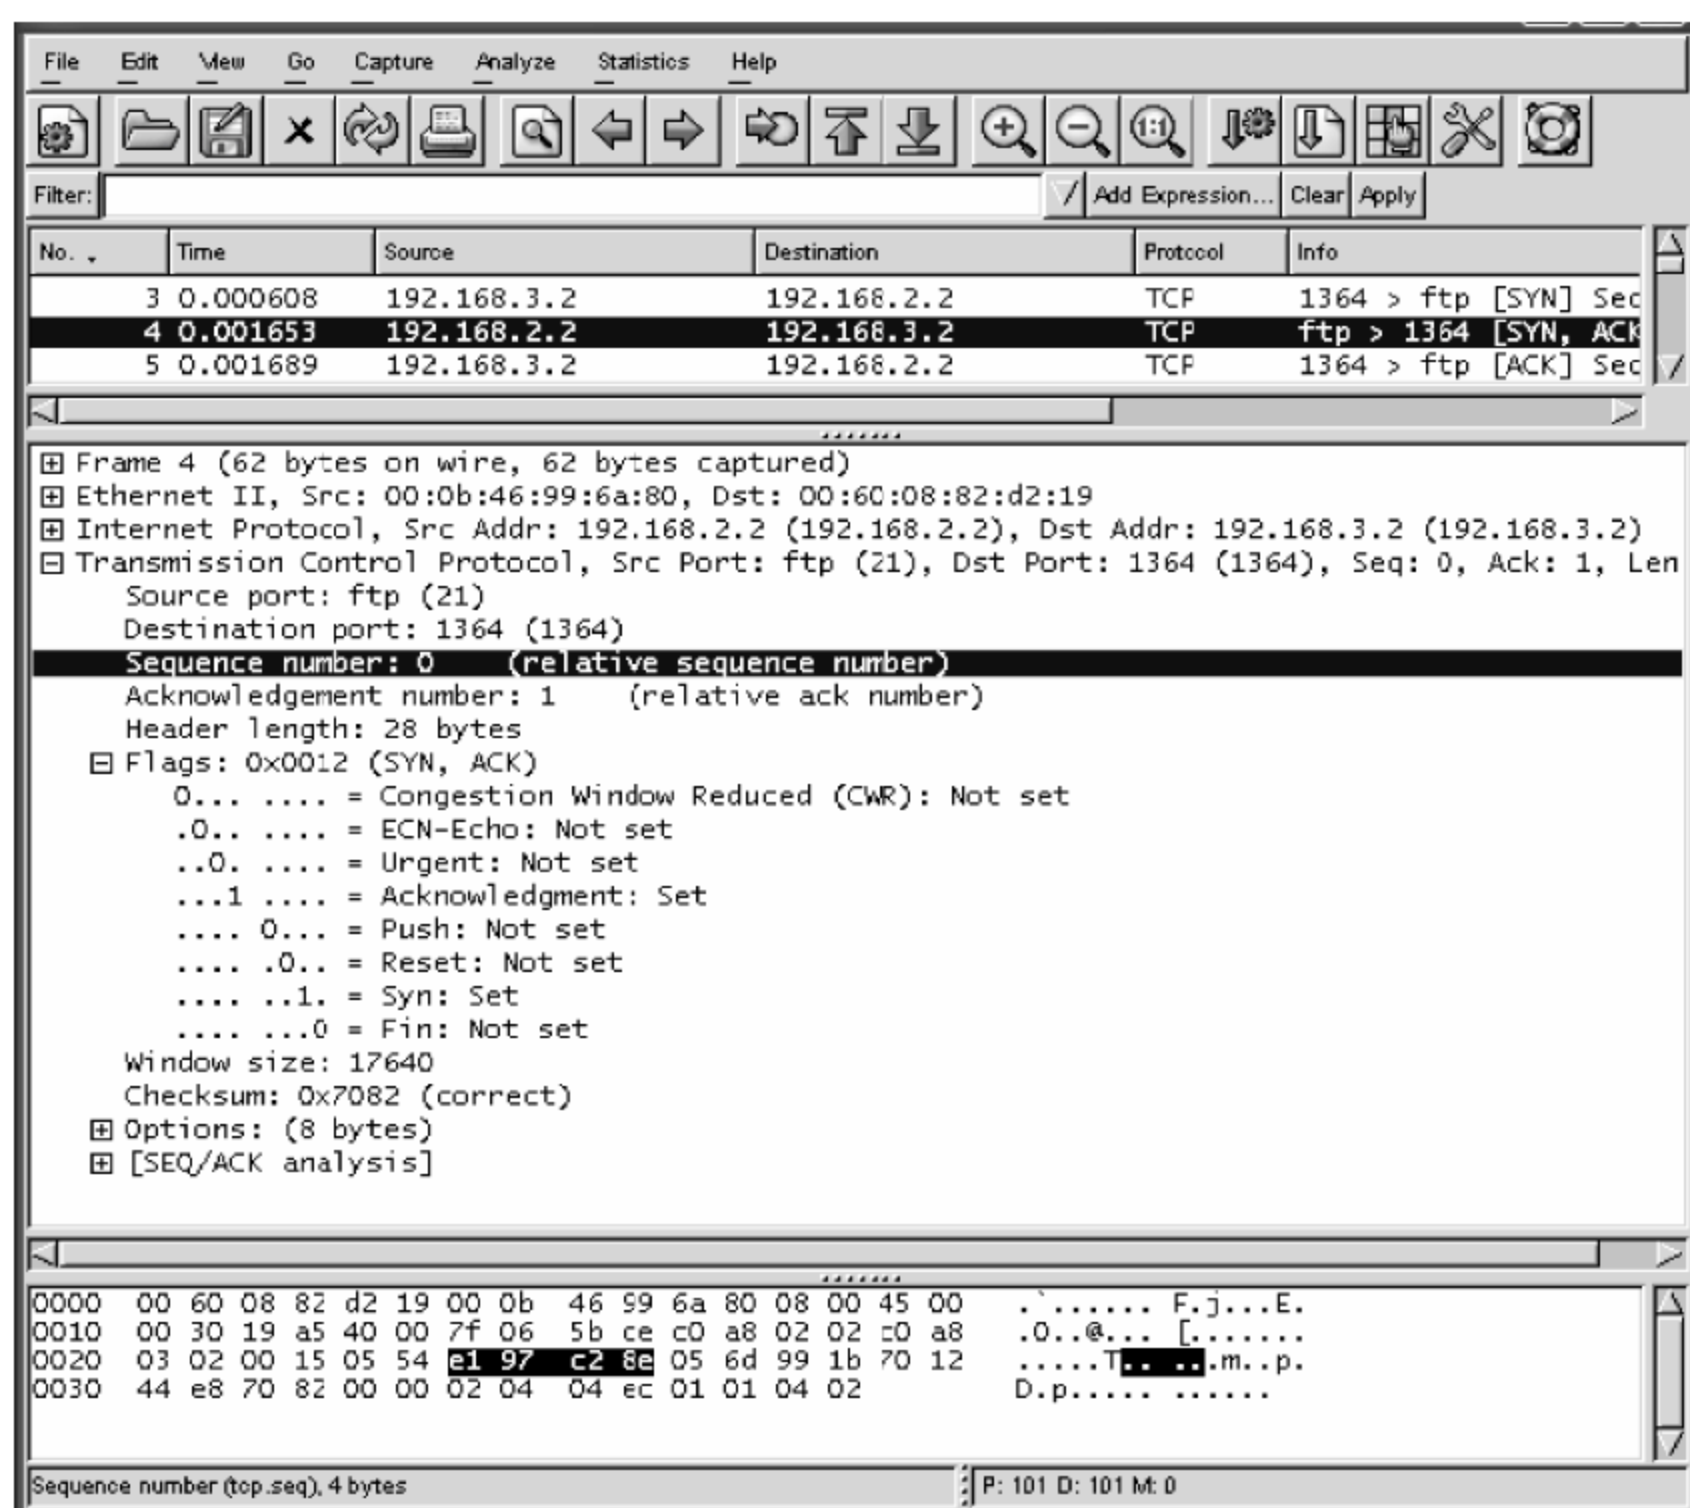 File Edit View Go Capture Analyze Statistics Help
Filter: Add Expression... Clear Apply
No. Time Source Destination Protocol Info
3 0.000608 192.168.3.2 192.168.2.2 TCP 1364 > ftp [SYN] Sec
4 0.001653 192.168.2.2 192.168.3.2 TCP ftp > 1364 [SYN, ACK
5 0.001689 192.168.3.2 192.168.2.2 TCP 1364 > ftp [ACK] Sec
Frame 4 (62 bytes on wire, 62 bytes captured)
Ethernet II, Src: 00:0b:46:99:6a:80, Dst: 00:60:08:82:d2:19
Internet Protocol, Src Addr: 192.168.2.2 (192.168.2.2), Dst Addr: 192.168.3.2 (192.168.3.2)
Transmission Control Protocol, Src Port: ftp (21), Dst Port: 1364 (1364), Seq: 0, Ack: 1, Len
Source port: ftp (21)
Destination port: 1364 (1364)
Sequence number: 0 (relative sequence number)
Acknowledgement number: 1 (relative ack number)
Header length: 28 bytes
Flags: 0x0012 (SYN, ACK)
0... .... = Congestion Window Reduced (CWR): Not set
.0.. .... = ECN-Echo: Not set
..0. .... = Urgent: Not set
...1 .... = Acknowledgment: Set
.... 0... = Push: Not set
.... .0.. = Reset: Not set
.... ..1. = Syn: Set
.... ...0 = Fin: Not set
Window size: 17640
Checksum: 0x7082 (correct)
Options: (8 bytes)
[SEQ/ACK analysis]
0000 00 60 08 82 d2 19 00 0b 46 99 6a 80 08 00 45 00 .`...... F.j...E.
0010 00 30 19 a5 40 00 7f 06 5b ce c0 a8 02 02 c0 a8 .0..@... [.......
0020 03 02 00 15 05 54 e1 97 c2 8e 05 6d 99 1b 70 12 .....T.. ...m..p.
0030 44 e8 70 82 00 00 02 04 04 ec 01 01 04 02 D.p..... ......
Sequence number (tcp.seq), 4 bytes P: 101 D: 101 M: 0